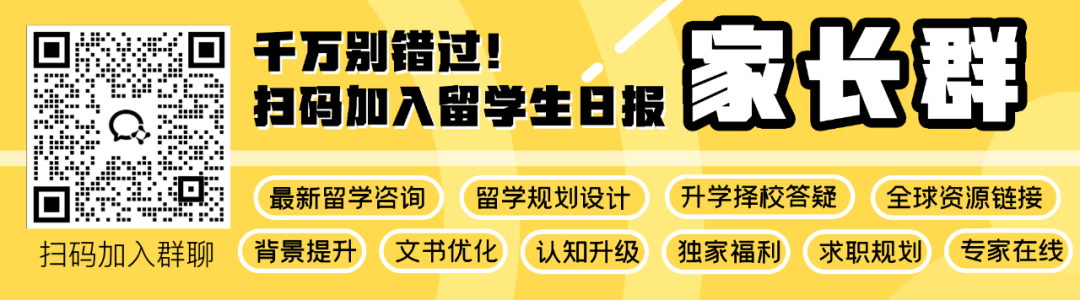 千万别错过！
扫码加入留学生日报
家长群
最新留学咨询 留学规划设计 升学择校答疑 全球资源链接
背景提升 文书优化 认知升级 独家福利 求职规划 专家在线
扫码加入群聊